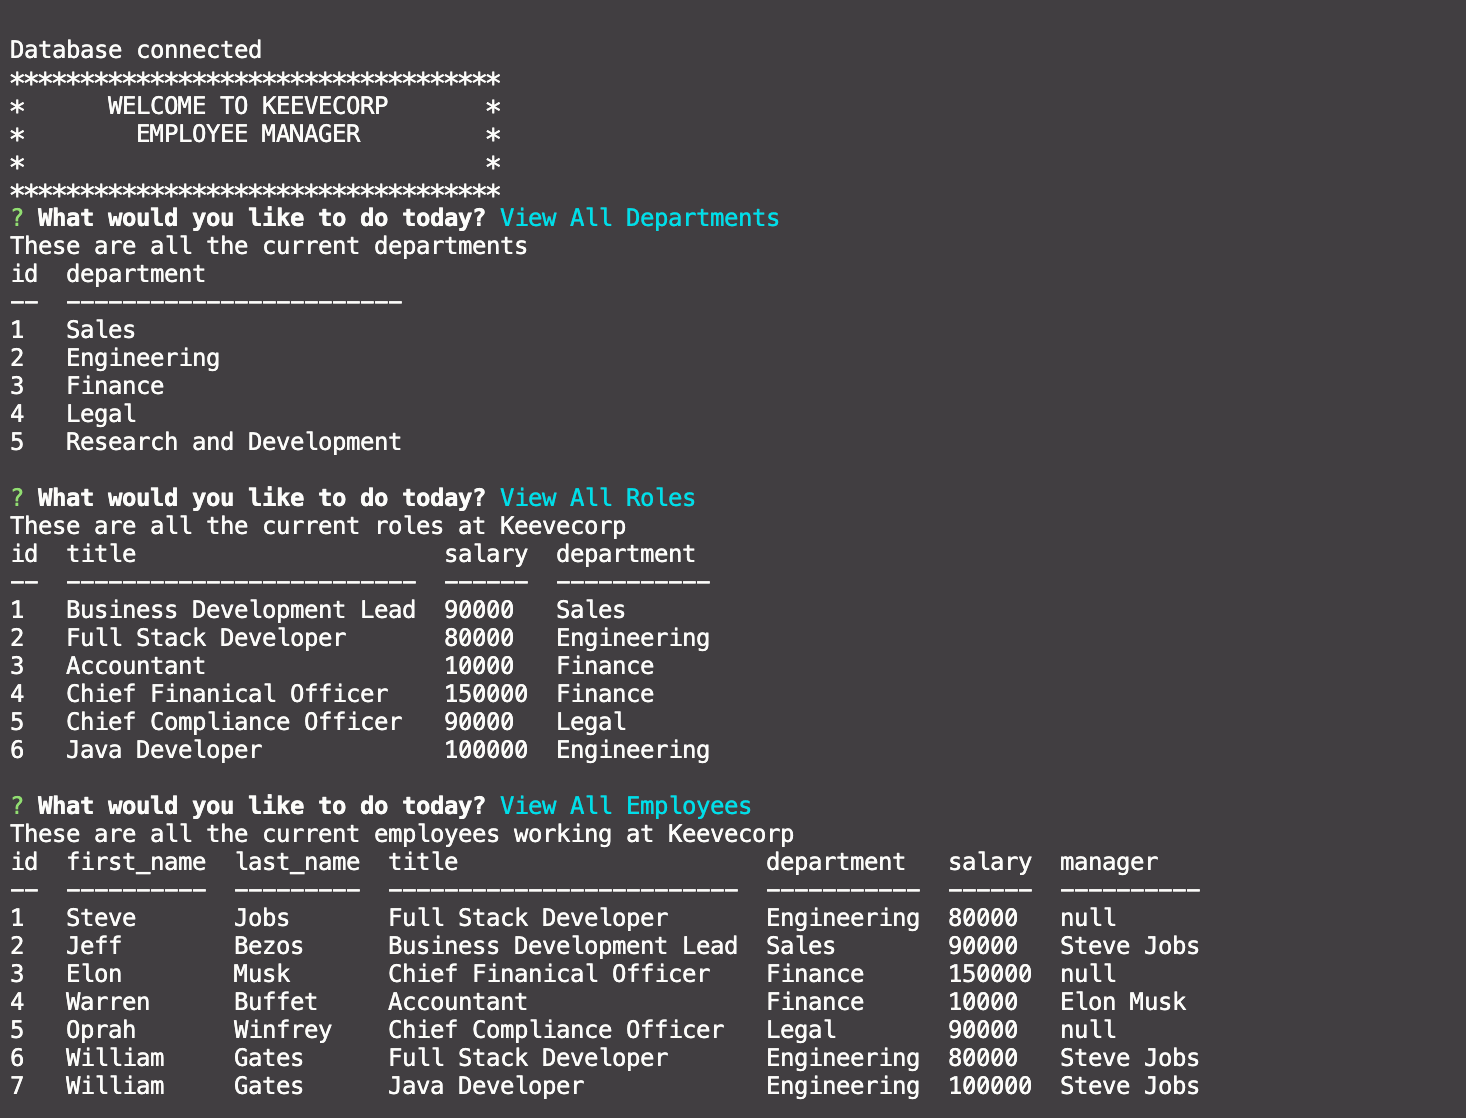 Database connected
***********************************
*      WELCOME TO KEEVECORP       *
*        EMPLOYEE MANAGER         *
*                                 *
***********************************
? What would you like to do today? View All Departments
These are all the current departments
id  department
--  ------------------------
1   Sales
2   Engineering
3   Finance
4   Legal
5   Research and Development
? What would you like to do today? View All Roles
These are all the current roles at Keevecorp
id  title                      salary  department
--  -------------------------  ------  -----------
1   Business Development Lead  90000   Sales
2   Full Stack Developer       80000   Engineering
3   Accountant                 10000   Finance
4   Chief Finanical Officer    150000  Finance
5   Chief Compliance Officer   90000   Legal
6   Java Developer             100000  Engineering
? What would you like to do today? View All Employees
These are all the current employees working at Keevecorp
id  first_name  last_name  title                      department   salary  manager
--  ----------  ---------  -------------------------  -----------  ------  ----------
1   Steve       Jobs       Full Stack Developer       Engineering  80000   null
2   Jeff        Bezos      Business Development Lead  Sales        90000   Steve Jobs
3   Elon        Musk       Chief Finanical Officer    Finance      150000  null
4   Warren      Buffet     Accountant                 Finance      10000   Elon Musk
5   Oprah       Winfrey    Chief Compliance Officer   Legal        90000   null
6   William     Gates      Full Stack Developer       Engineering  80000   Steve Jobs
7   William     Gates      Java Developer             Engineering  100000  Steve Jobs